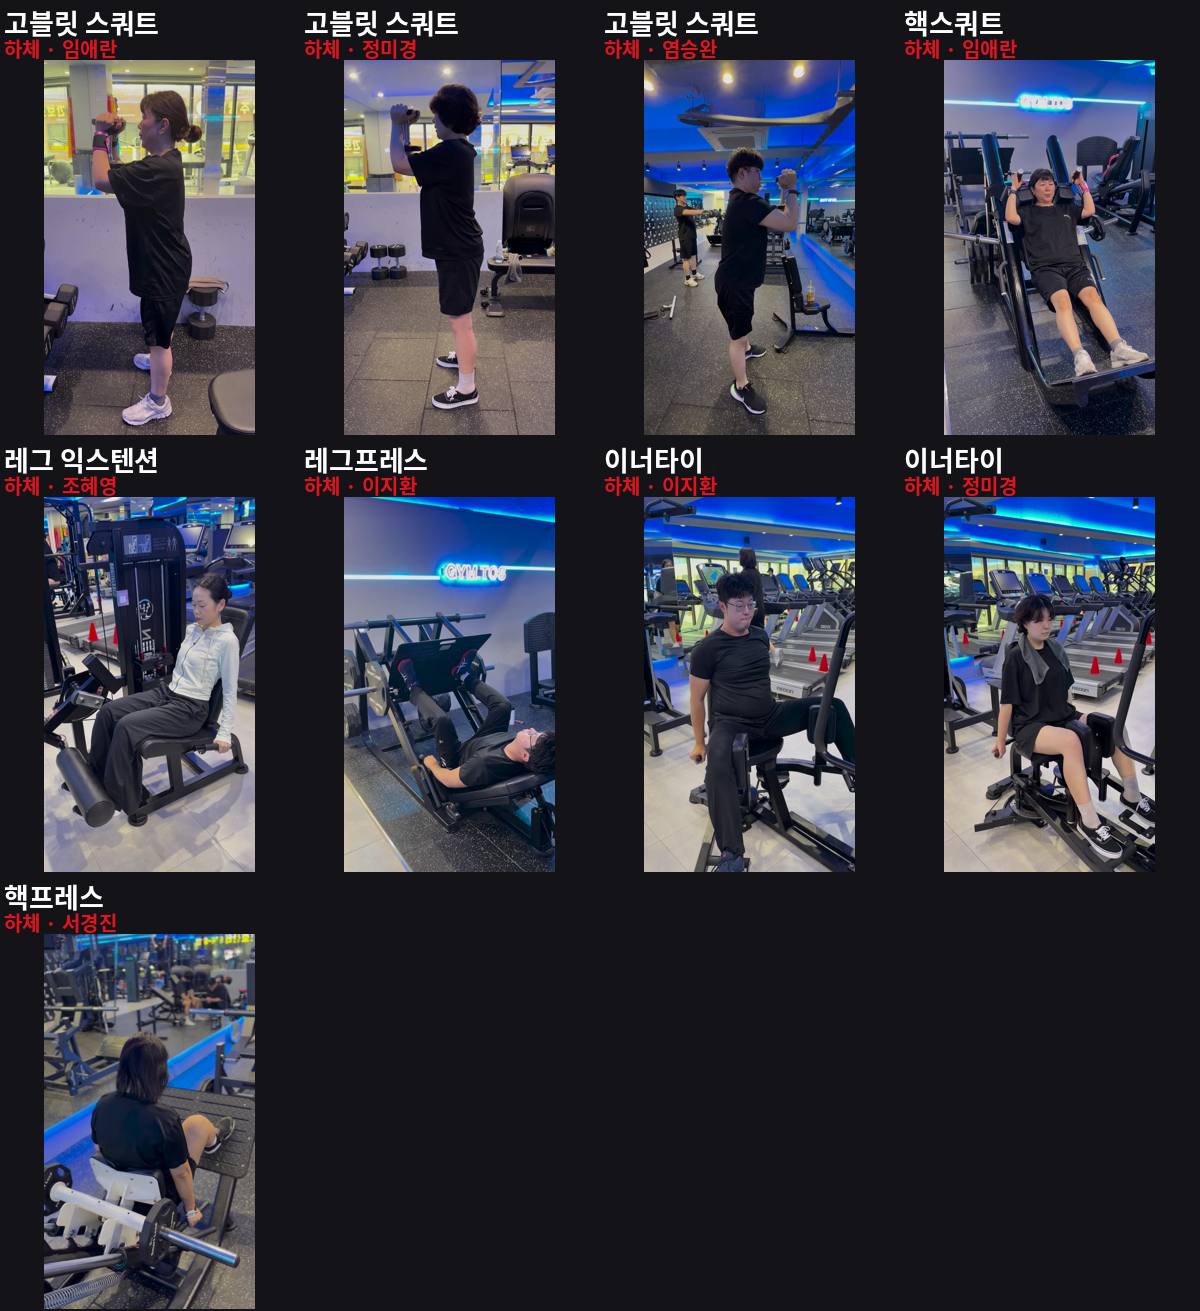 고블릿 스쿼트
하체 · 임애란
고블릿 스쿼트
하체 · 정미경
고블릿 스쿼트
하체 · 염승완
핵스쿼트
하체 · 임애란
GYM TOS
레그 익스텐션
하체 · 조혜영
레그프레스
하체 · 이지환
GYM TOS
이너타이
하체 · 이지환
이너타이
하체 · 정미경
핵프레스
하체 · 서경진